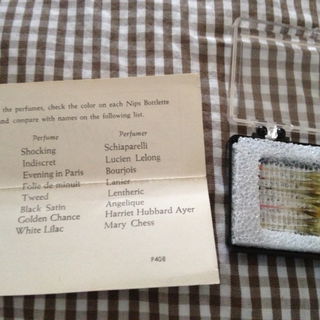 the perfumes, check the color on each Nips Bottlette
and compare with names on the following list.
Perfume Perfumer
Shocking Schiaparelli
Indiscret Lucien Lelong
Evening in Paris Bourjois
Folie de minuit Lanier
Tweed Lentheric
Black Satin Angelique
Golden Chance Harriet Hubbard Ayer
White Lilac Mary Chess
P408